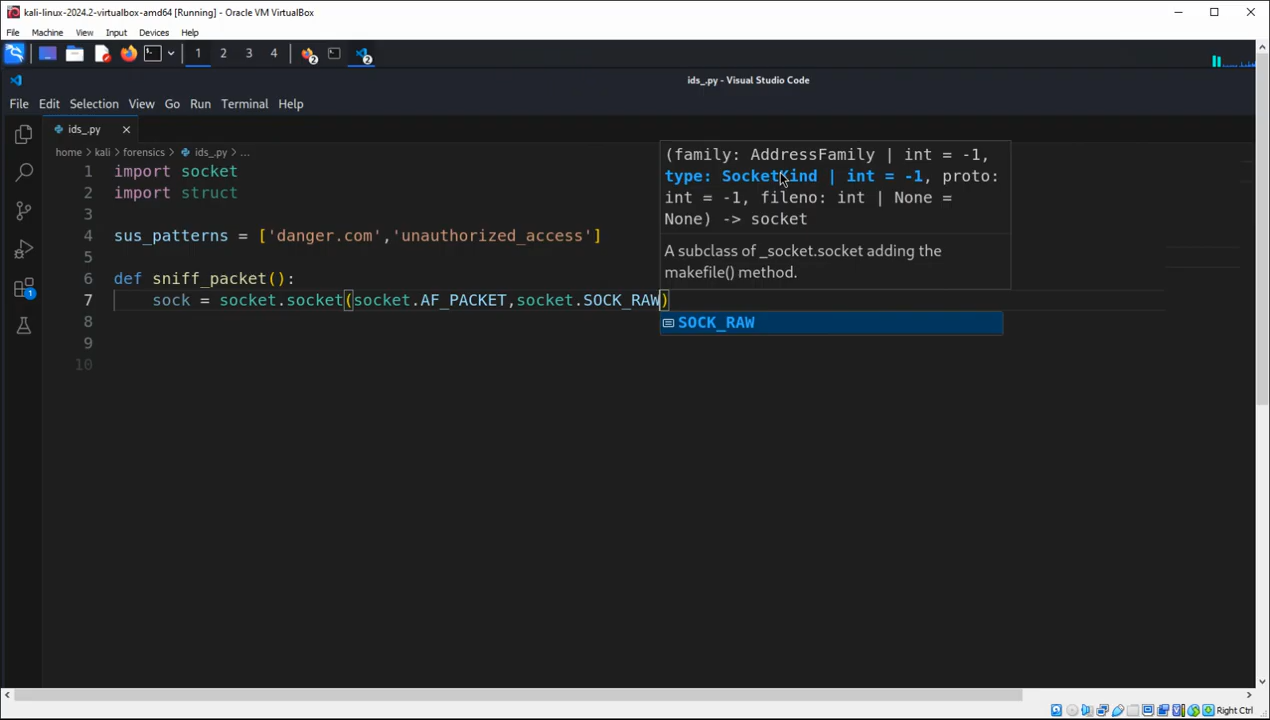 kali-linux-2024.2-virtualbox-amd64 [Running] - Oracle VM VirtualBox
File Machine View Input Devices Help
1 2 3 4 2 2
ids_.py - Visual Studio Code
File Edit Selection View Go Run Terminal Help
ids_.py
home > kali > forensics > ids_.py > ...
1 import socket
2 import struct
3
4 sus_patterns = ['danger.com','unauthorized_access']
5
6 def sniff_packet():
7 sock = socket.socket(socket.AF_PACKET,socket.SOCK_RAW)
8
9
10
(family: AddressFamily | int = -1,
type: SocketKind | int = -1, proto:
int = -1, fileno: int | None =
None) -> socket
A subclass of _socket.socket adding the
makefile() method.
SOCK_RAW
1
Right Ctrl